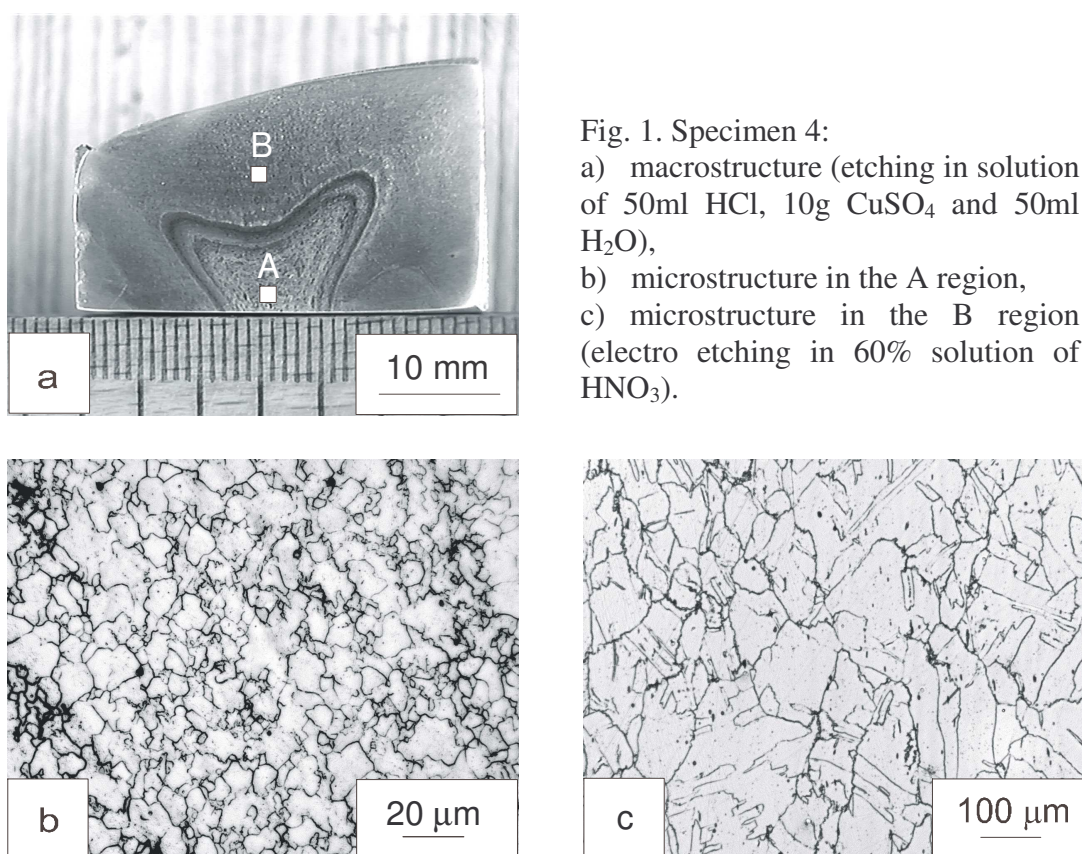 B
A
a
10 mm
Fig. 1. Specimen 4:
a) macrostructure (etching in solution
of 50ml HCl, 10g CuSO4 and 50ml
H2O),
b) microstructure in the A region,
c) microstructure in the B region
(electro etching in 60% solution of
HNO3).
b
20 µm
c
100 µm